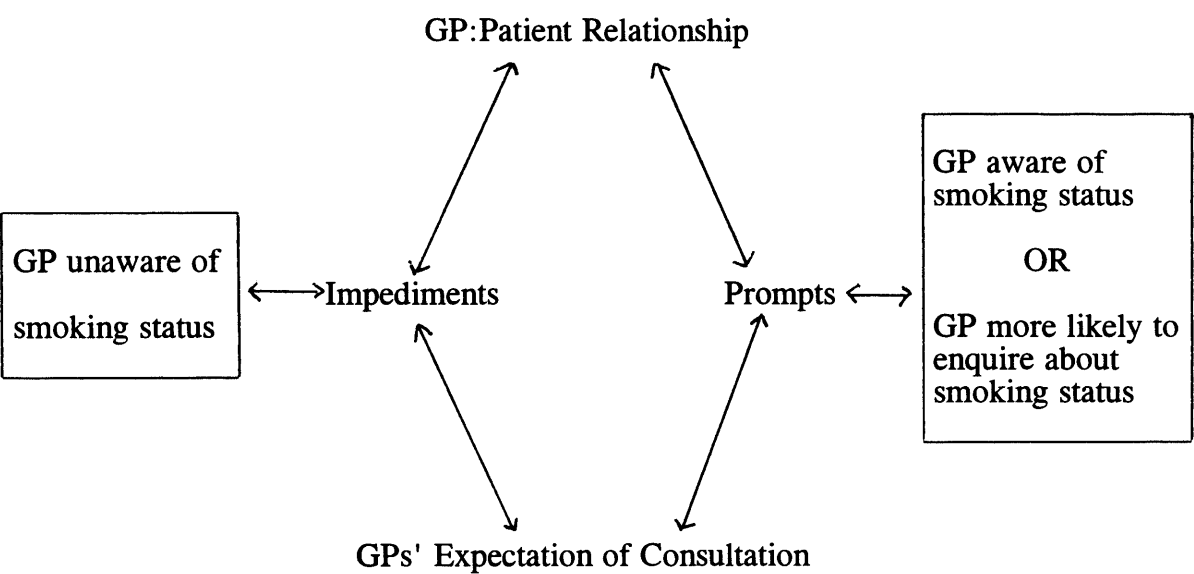 GP:Patient Relationship
GP aware of
smoking status
OR
GP more likely to
enquire about
smoking status
GP unaware of
smoking status
Impediments
Prompts
GPs' Expectation of Consultation